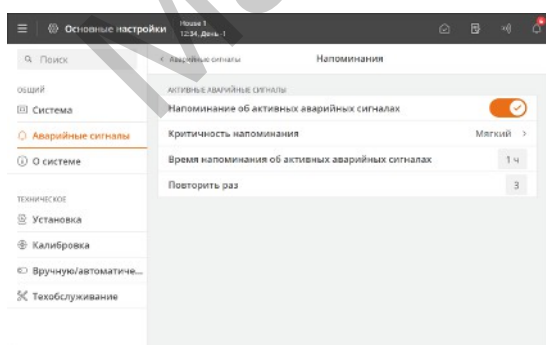 Основные настройки
House 1
12:34, День -1
Поиск
Аварийные сигналы
Напоминания
ОБЩИЙ
Система
Аварийные сигналы
О системе
ТЕХНИЧЕСКОЕ
Установка
Калибровка
Вручную/автоматиче...
Техобслуживание
АКТИВНЫЕ АВАРИЙНЫЕ СИГНАЛЫ
Напоминание об активных аварийных сигналах
Критичность напоминания Мягкий
Время напоминания об активных аварийных сигналах 1 ч
Повторить раз 3